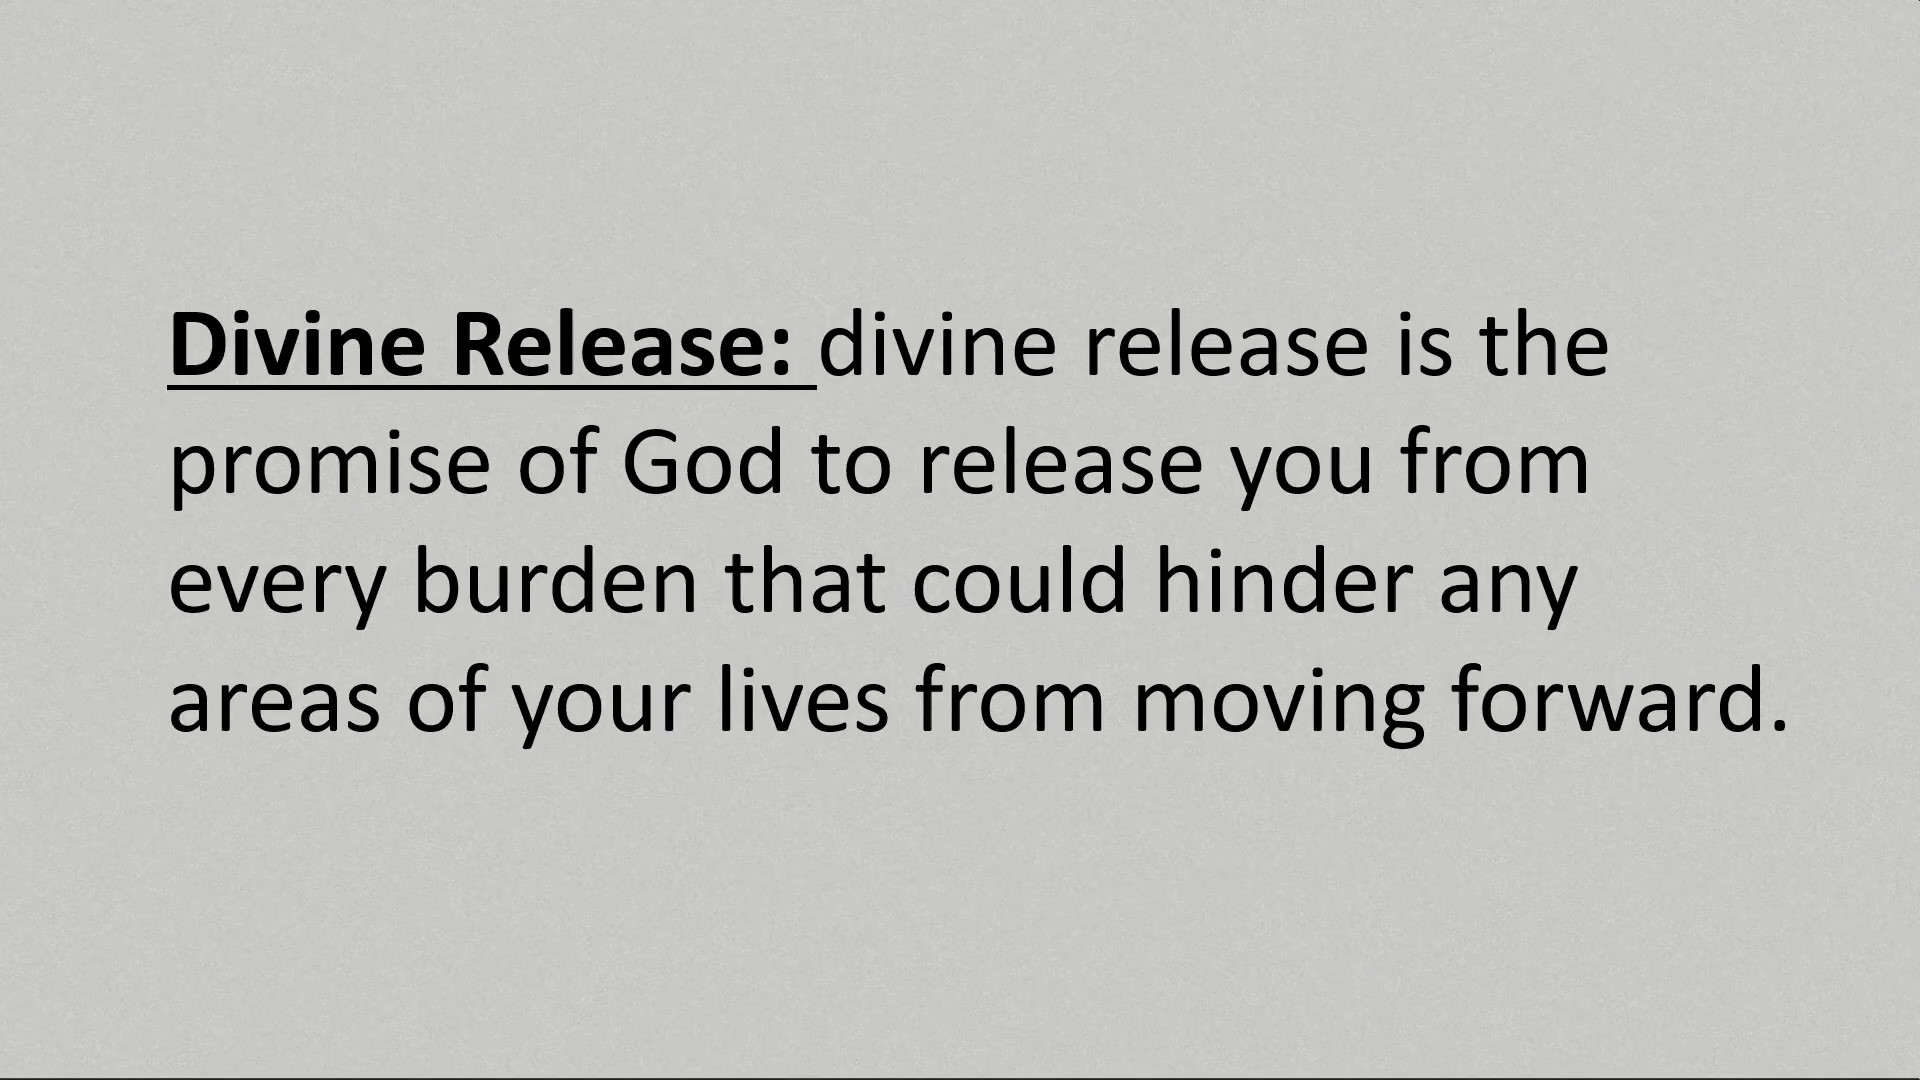 Divine Release: divine release is the
promise of God to release you from
every burden that could hinder any
areas of your lives from moving forward.